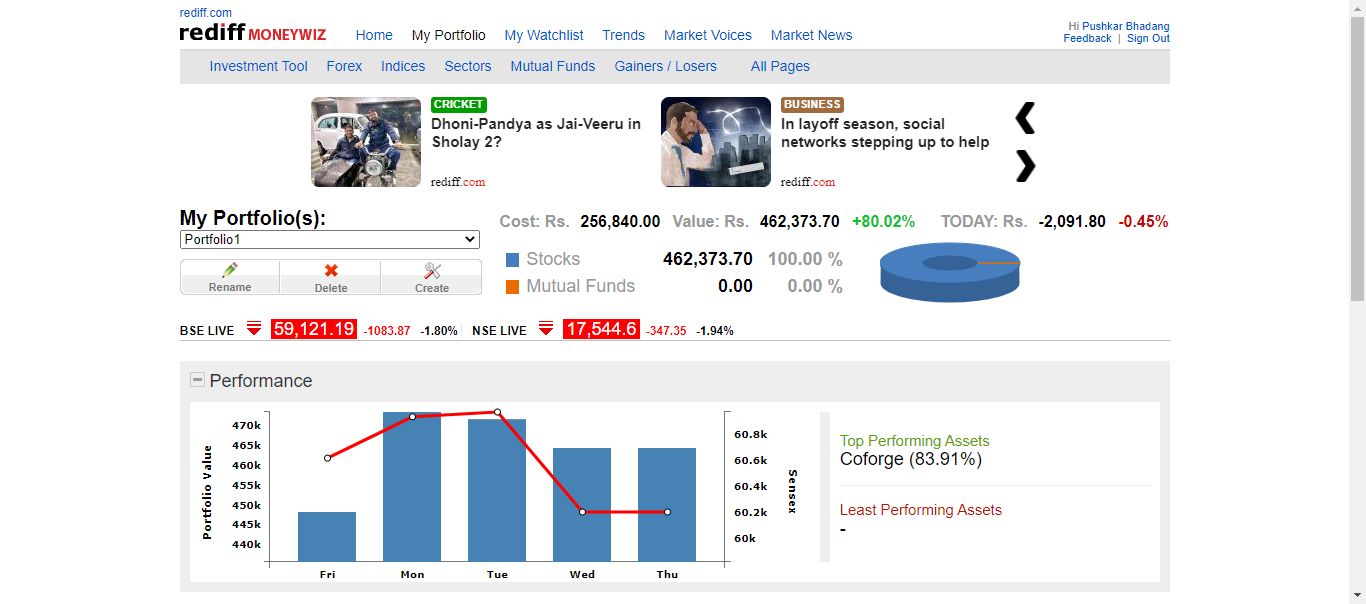 rediff.com
rediff MONEYWIZ
Home My Portfolio My Watchlist Trends Market Voices Market News
Hi Pushkar Bhadang
Feedback | Sign Out
Investment Tool Forex Indices Sectors Mutual Funds Gainers / Losers All Pages
CRICKET
Dhoni-Pandya as Jai-Veeru in
Sholay 2?
rediff.com
BUSINESS
In layoff season, social
networks stepping up to help
rediff.com
My Portfolio(s):
Portfolio1
Rename Delete Create
Cost: Rs. 256,840.00 Value: Rs. 462,373.70 +80.02% TODAY: Rs. -2,091.80 -0.45%
Stocks 462,373.70 100.00 %
Mutual Funds 0.00 0.00 %
BSE LIVE 59,121.19 -1083.87 -1.80% NSE LIVE 17,544.6 -347.35 -1.94%
Performance
Portfolio Value
470k
465k
460k
455k
450k
445k
440k
Fri Mon Tue Wed Thu
60.8k
60.6k
60.4k
60.2k
60k
Sensex
Top Performing Assets
Coforge (83.91%)
Least Performing Assets
-